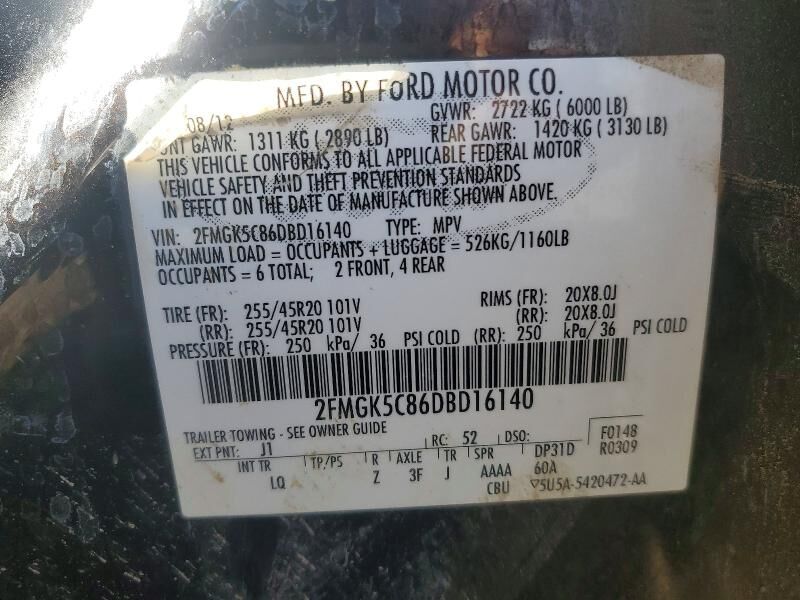 MFD. BY FORD MOTOR CO.
08/12 GVWR: 2722 KG ( 6000 LB)
FRNT GAWR: 1311 KG ( 2890 LB) REAR GAWR: 1420 KG ( 3130 LB)
THIS VEHICLE CONFORMS TO ALL APPLICABLE FEDERAL MOTOR
VEHICLE SAFETY AND THEFT PREVENTION STANDARDS
IN EFFECT ON THE DATE OF MANUFACTURE SHOWN ABOVE.
VIN: 2FMGK5C86DBD16140 TYPE: MPV
MAXIMUM LOAD = OCCUPANTS + LUGGAGE = 526KG/1160LB
OCCUPANTS = 6 TOTAL; 2 FRONT, 4 REAR
TIRE (FR): 255/45R20 101V RIMS (FR): 20X8.0J
(RR): 255/45R20 101V (RR): 20X8.0J
PRESSURE (FR): 250 kPa/ 36 PSI COLD (RR): 250 kPa/36 PSI COLD
2FMGK5C86DBD16140
TRAILER TOWING - SEE OWNER GUIDE
EXT PNT: J1 RC: 52 DSO: F0148
R0309
INT TR TP/PS R AXLE TR SPR DP31D
LQ Z 3F J AAAA 60A
CBU ▽5U5A-5420472-AA